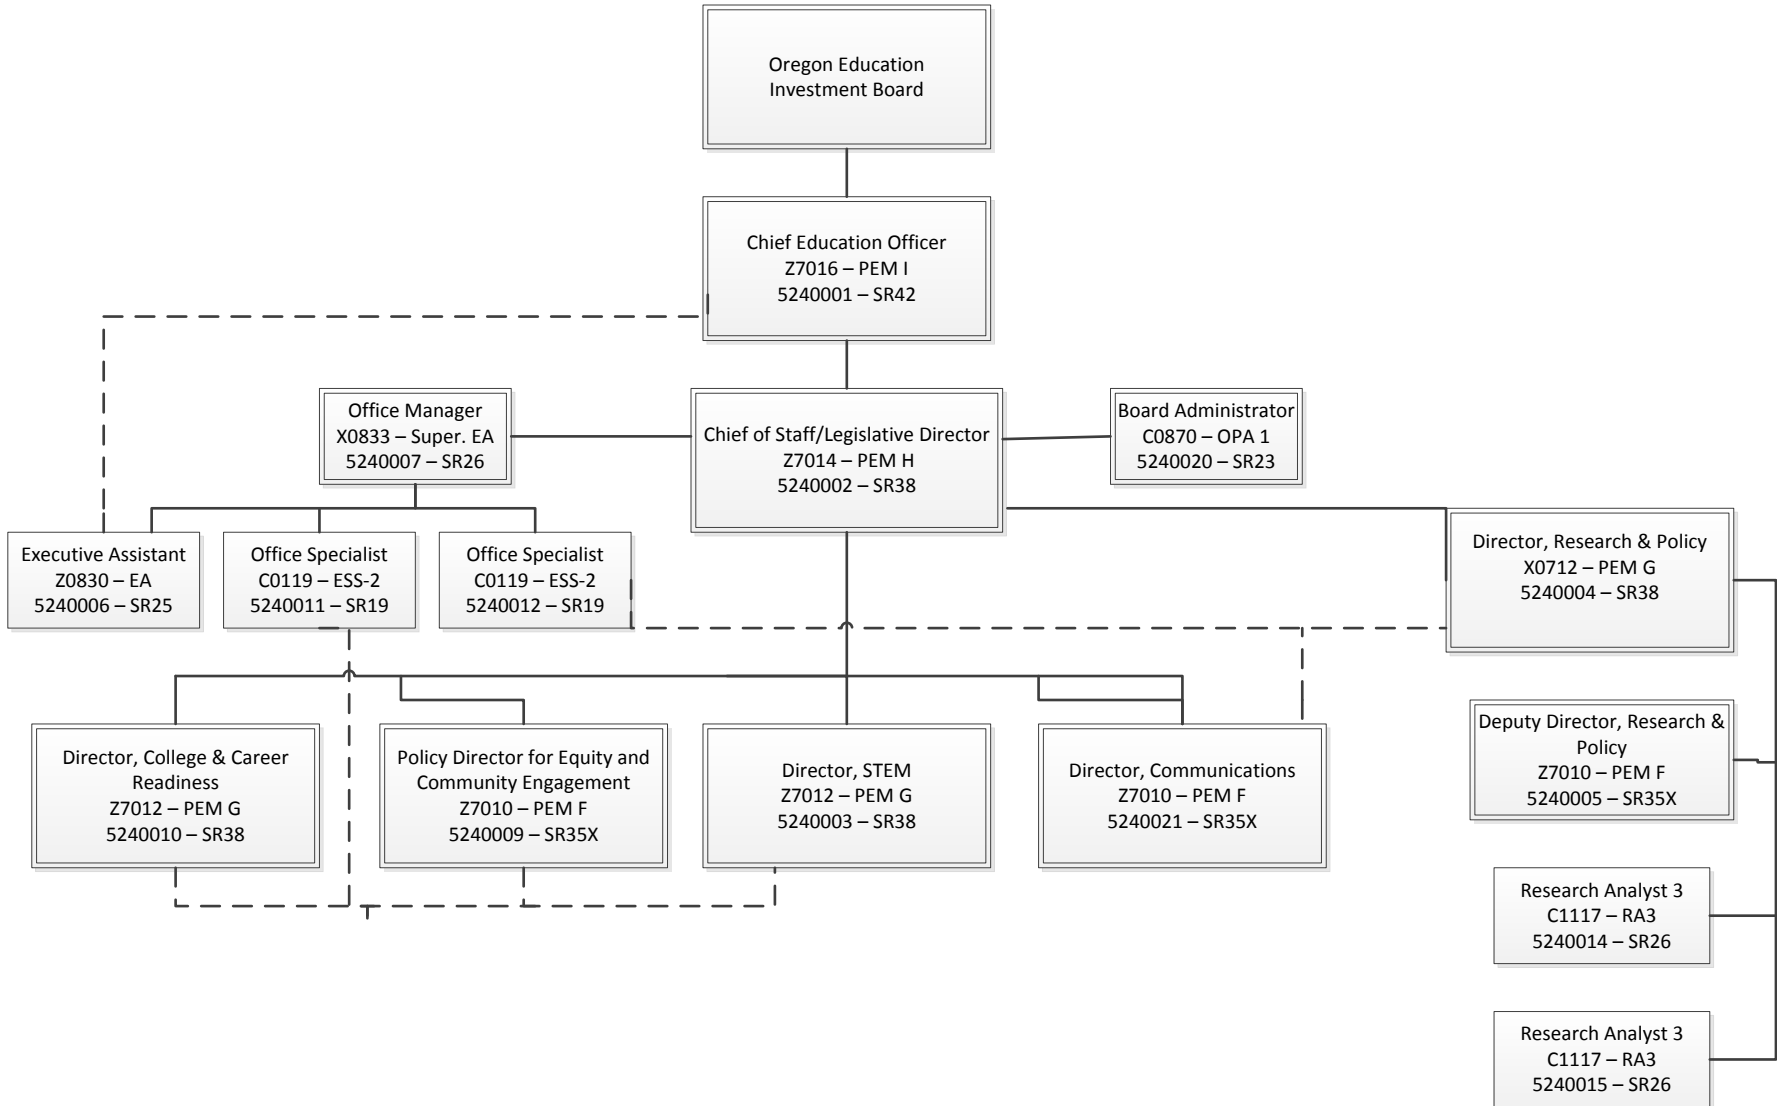 Oregon Education
Investment Board
Chief Education Officer
Z7016 – PEM I
5240001 – SR42
Office Manager
X0833 – Super. EA
5240007 – SR26
Chief of Staff/Legislative Director
Z7014 – PEM H
5240002 – SR38
Board Administrator
C0870 – OPA 1
5240020 – SR23
Executive Assistant
Z0830 – EA
5240006 – SR25
Office Specialist
C0119 – ESS-2
5240011 – SR19
Office Specialist
C0119 – ESS-2
5240012 – SR19
Director, Research & Policy
X0712 – PEM G
5240004 – SR38
Director, College & Career
Readiness
Z7012 – PEM G
5240010 – SR38
Policy Director for Equity and
Community Engagement
Z7010 – PEM F
5240009 – SR35X
Director, STEM
Z7012 – PEM G
5240003 – SR38
Director, Communications
Z7010 – PEM F
5240021 – SR35X
Deputy Director, Research &
Policy
Z7010 – PEM F
5240005 – SR35X
Research Analyst 3
C1117 – RA3
5240014 – SR26
Research Analyst 3
C1117 – RA3
5240015 – SR26